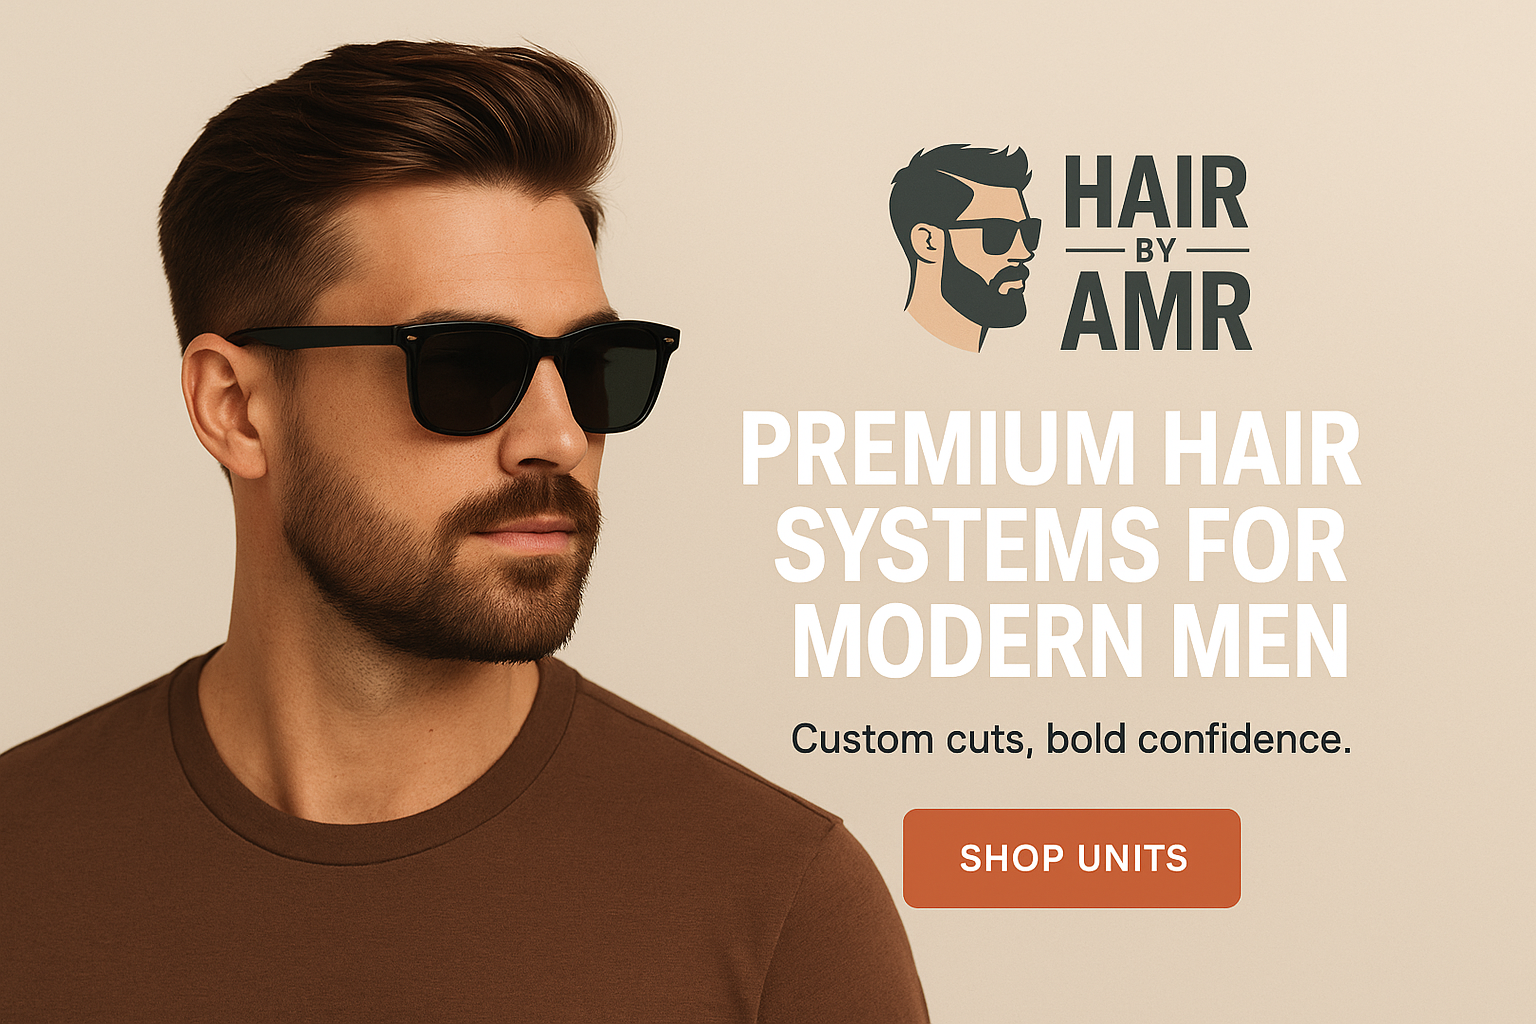 HAIR
BY
AMR
PREMIUM HAIR
SYSTEMS FOR
MODERN MEN
Custom cuts, bold confidence.
SHOP UNITS